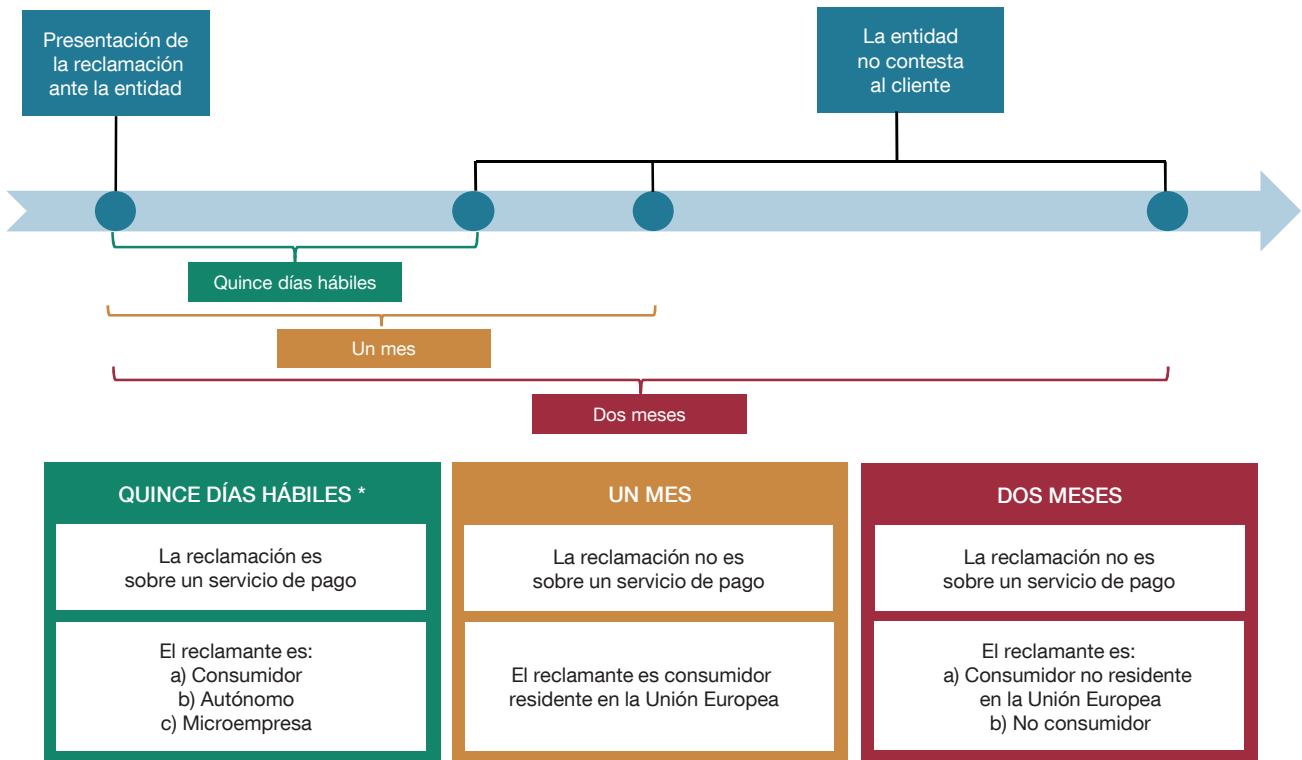 Presentación de
la reclamación
ante la entidad
La entidad
no contesta
al cliente
Quince días hábiles
Un mes
Dos meses
QUINCE DÍAS HÁBILES *
La reclamación es
sobre un servicio de pago
El reclamante es:
a) Consumidor
b) Autónomo
c) Microempresa
UN MES
La reclamación no es
sobre un servicio de pago
El reclamante es consumidor
residente en la Unión Europea
DOS MESES
La reclamación no es
sobre un servicio de pago
El reclamante es:
a) Consumidor no residente
en la Unión Europea
b) No consumidor